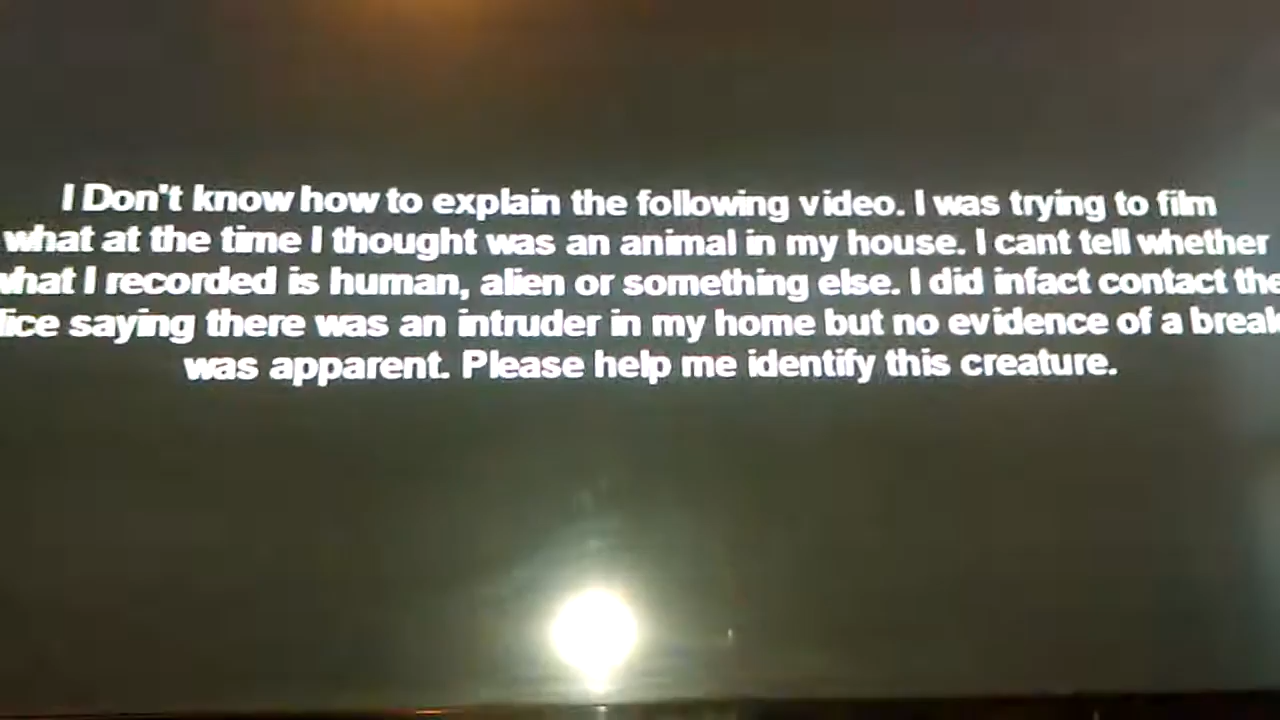 I Don't know how to explain the following video. I was trying to film
what at the time I thought was an animal in my house. I cant tell whether
what I recorded is human, alien or something else. I did infact contact the
lice saying there was an intruder in my home but no evidence of a break
was apparent. Please help me identify this creature.